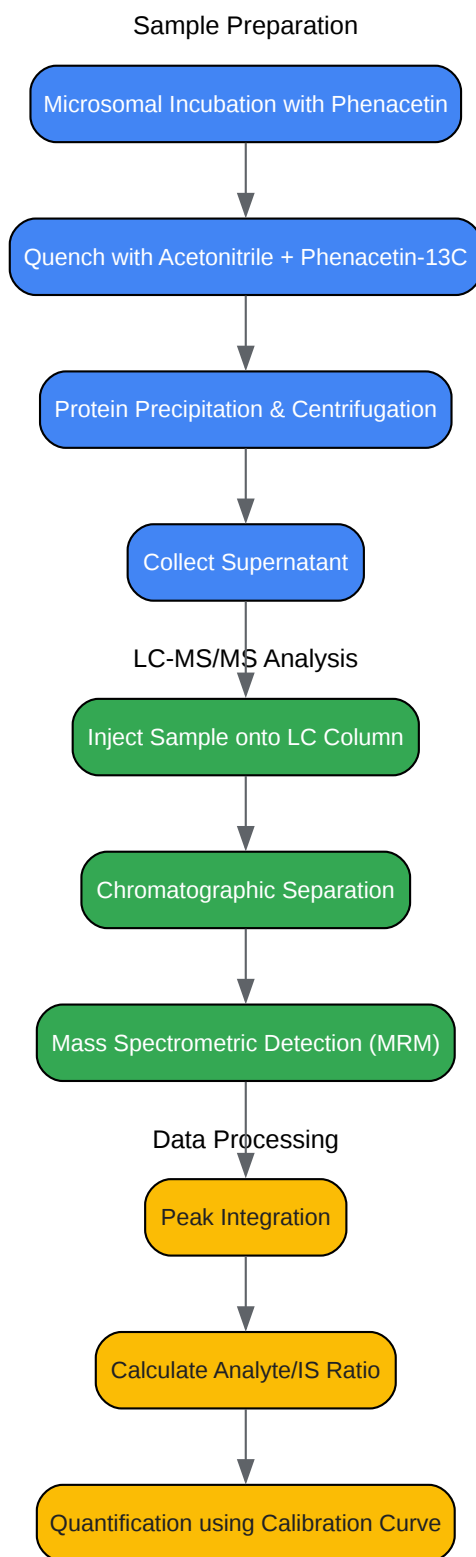 Sample Preparation
Microsomal Incubation with Phenacetin
Quench with Acetonitrile + Phenacetin-13C
Protein Precipitation & Centrifugation
Collect Supernatant
LC-MS/MS Analysis
Inject Sample onto LC Column
Chromatographic Separation
Mass Spectrometric Detection (MRM)
Data Processing
Peak Integration
Calculate Analyte/IS Ratio
Quantification using Calibration Curve